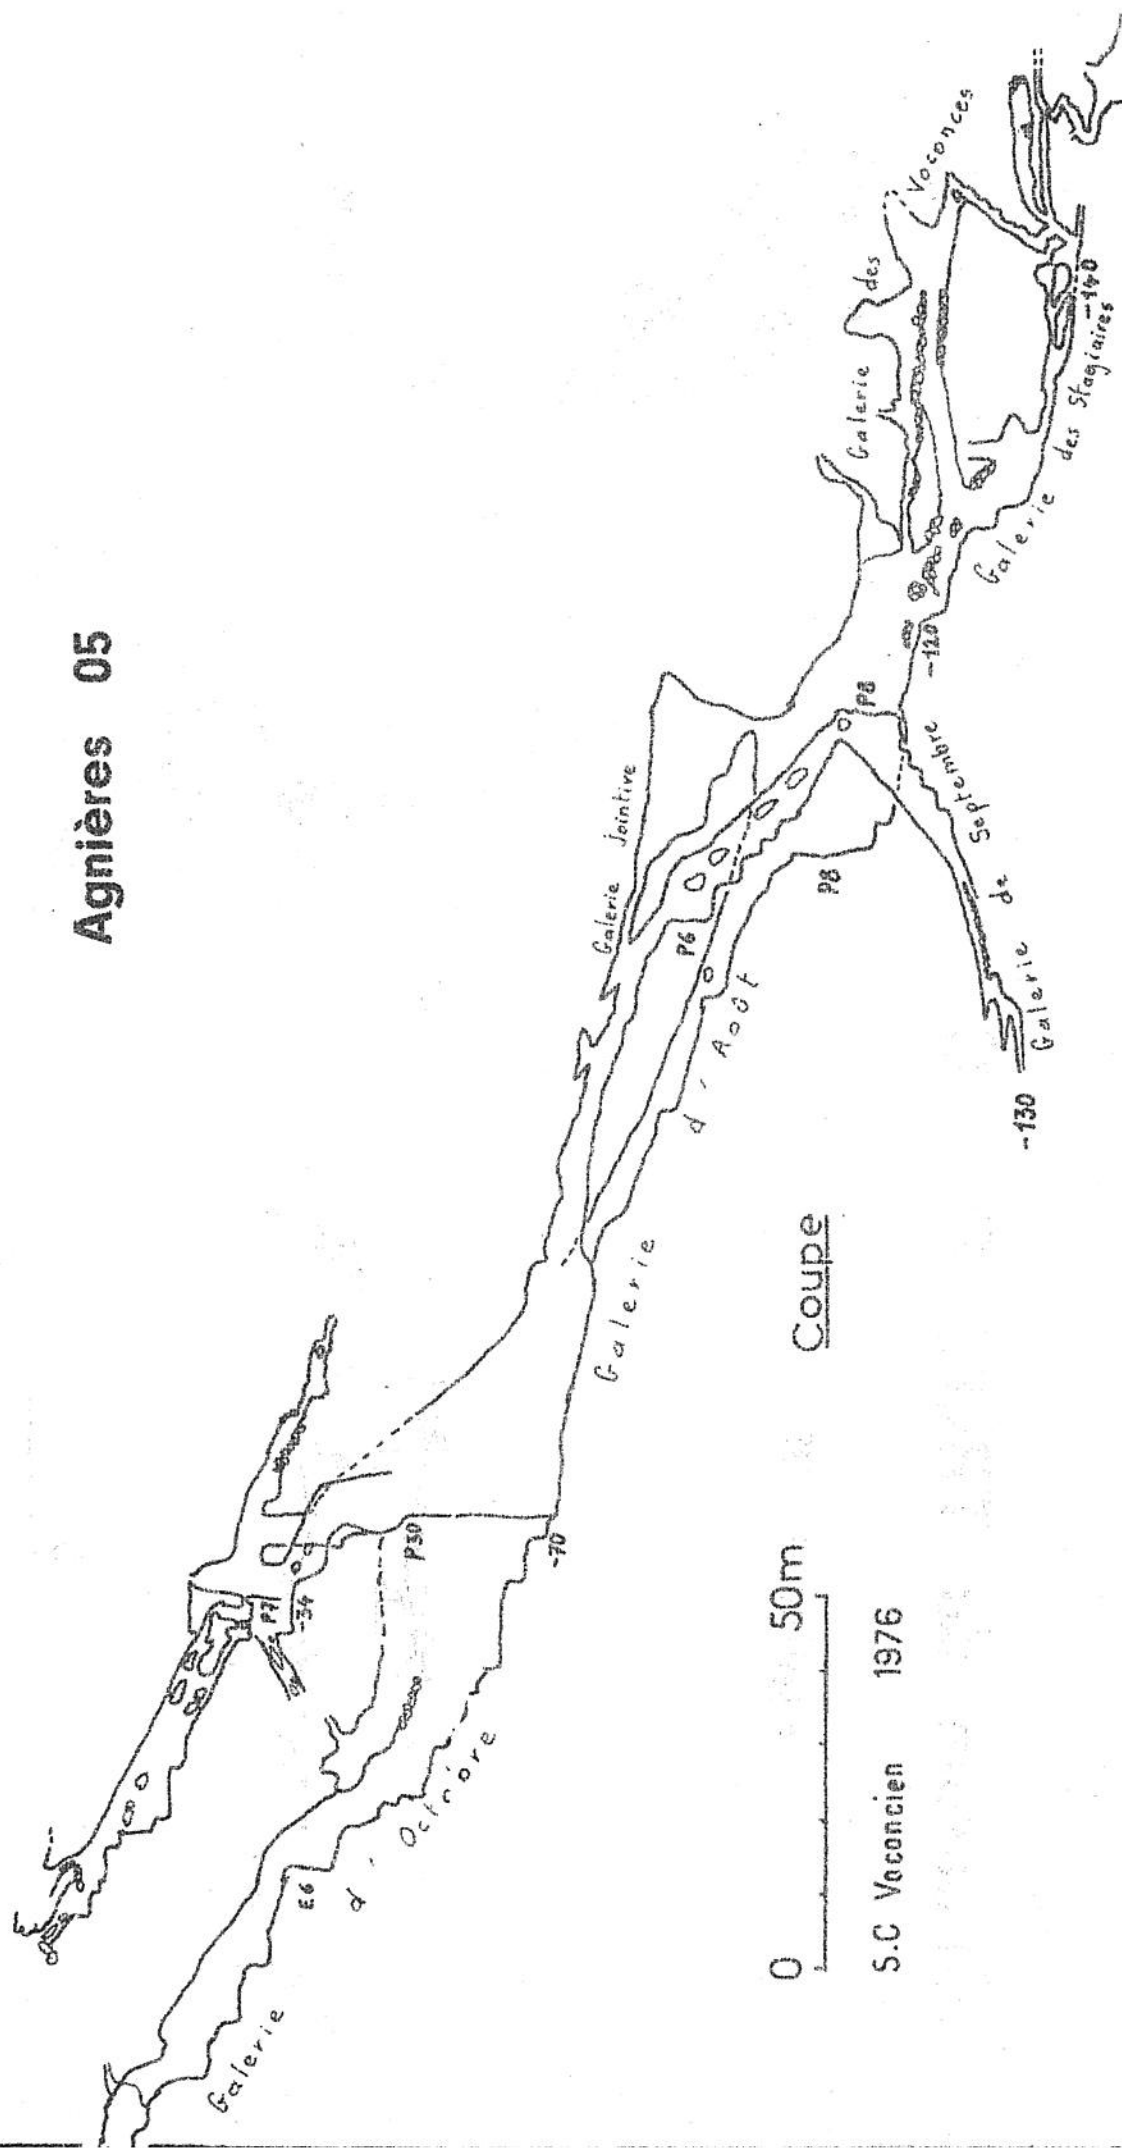 Agnières 05
Galerie d'Octobre
E6
P7
-34
P30
-70
Galerie d'Août
Galerie Jointive
P6
P8
P8
-120
Galerie de Septembre
-130
Galerie des Voconces
Galerie des Stagiaires
-140
Coupe
0 50m
S.C Voconcien 1976